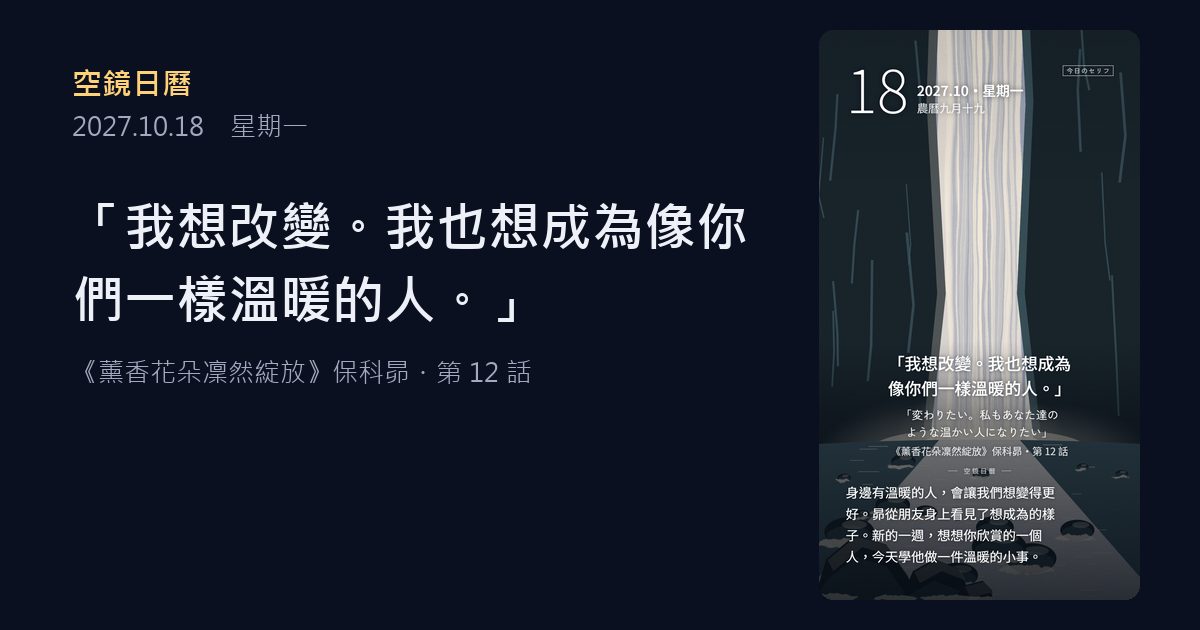 空鏡日曆
2027.10.18 星期一
「我想改變。我也想成為像你
們一樣溫暖的人。」
《薰香花朵凜然綻放》保科昴・第 12 話
18
2027.10・星期一
農曆九月十九
今日のセリフ
「我想改變。我也想成為
像你們一樣溫暖的人。」
「変わりたい。私もあなた達の
ような温かい人になりたい」
《薰香花朵凜然綻放》保科昴・第 12 話
— 空鏡日曆 —
身邊有溫暖的人，會讓我們想變得更
好。昴從朋友身上看見了想成為的樣
子。新的一週，想想你欣賞的一個
人，今天學他做一件溫暖的小事。